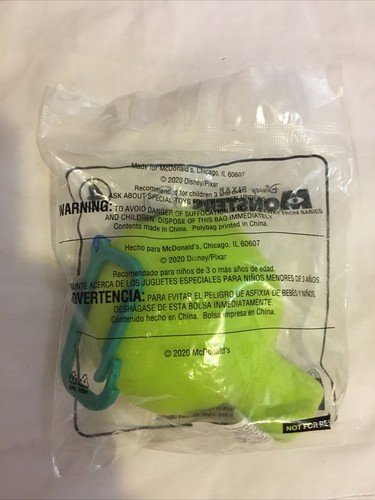 Made for McDonald's, Chicago, IL 60607
© 2020 Disney/Pixar
Recommended for children 3
ASK ABOUT SPECIAL TOYS FOR
WARNING: TO AVOID DANGER OF SUFFOCATION FROM BABIES
AND CHILDREN. DISPOSE OF THIS BAG IMMEDIATELY
Contents made in China. Polybag printed in China.
Hecho para McDonald's, Chicago, IL 60607
© 2020 Disney/Pixar
Recomendado para niños de 3 o más años de edad.
ACERCA DE LOS JUGUETES ESPECIALES PARA NIÑOS MENORES DE 3 AÑOS.
ADVERTENCIA: PARA EVITAR EL PELIGRO DE ASFIXIA DE BEBÉS Y NIÑOS,
DESHÁGASE DE ESTA BOLSA INMEDIATAMENTE
Contenido hecho en China. Bolsa impresa en China.
© 2020 McDonald's
NOT FOR RE